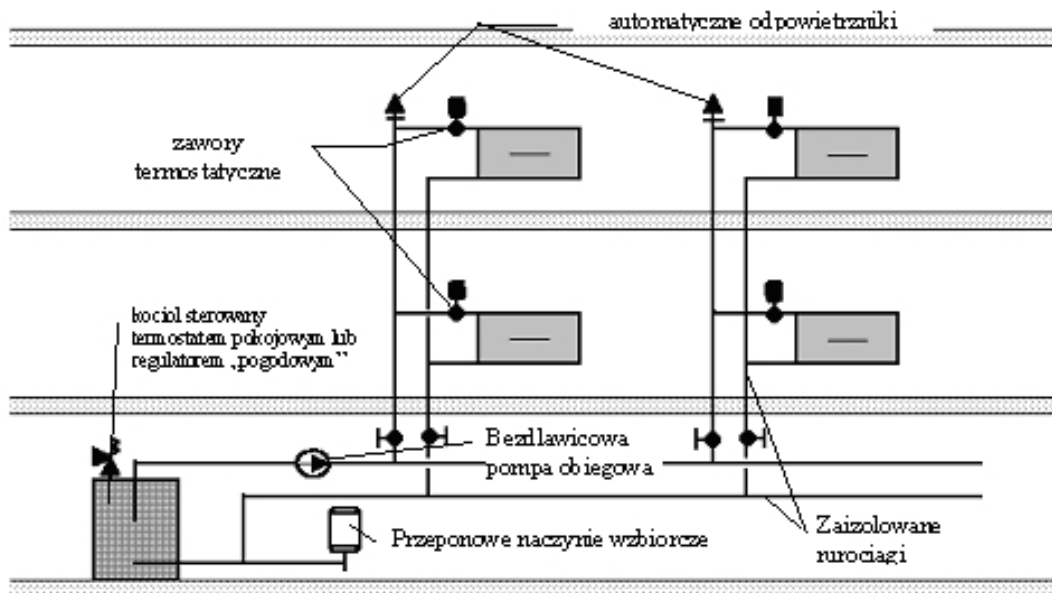 automatyczne odpowietrzniki
zawory
termostatyczne
kocioł sterowany
termostatem pokojowym lub
regulatorem „pogodowym”
Bezdławicowa
pompa obiegowa
Przeponowe naczynie wzbiorcze
Zaizolowane
rurociągi